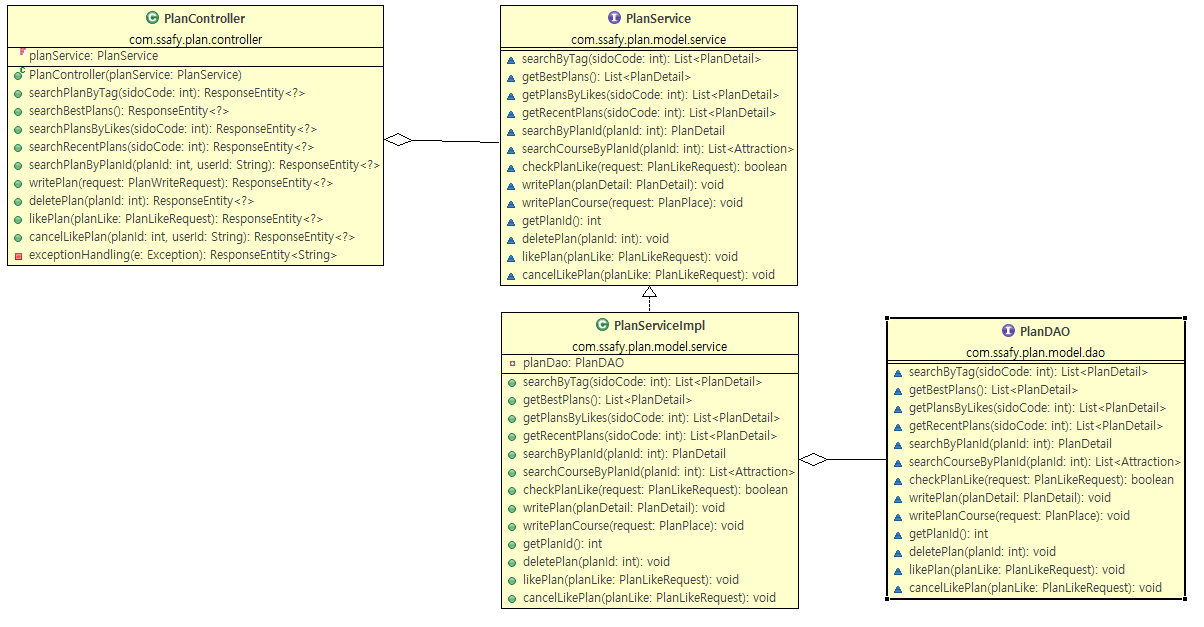 PlanController
com.ssafy.plan.controller
planService: PlanService
PlanController(planService: PlanService)
searchPlanByTag(sidoCode: int): ResponseEntity<?>
searchBestPlans(): ResponseEntity<?>
searchPlansByLikes(sidoCode: int): ResponseEntity<?>
searchRecentPlans(sidoCode: int): ResponseEntity<?>
searchPlanByPlanId(planId: int, userId: String): ResponseEntity<?>
writePlan(request: PlanWriteRequest): ResponseEntity<?>
deletePlan(planId: int): ResponseEntity<?>
likePlan(planLike: PlanLikeRequest): ResponseEntity<?>
cancelLikePlan(planId: int, userId: String): ResponseEntity<?>
exceptionHandling(e: Exception): ResponseEntity<String>
PlanService
com.ssafy.plan.model.service
searchByTag(sidoCode: int): List<PlanDetail>
getBestPlans(): List<PlanDetail>
getPlansByLikes(sidoCode: int): List<PlanDetail>
getRecentPlans(sidoCode: int): List<PlanDetail>
searchByPlanId(planId: int): PlanDetail
searchCourseByPlanId(planId: int): List<Attraction>
checkPlanLike(request: PlanLikeRequest): boolean
writePlan(planDetail: PlanDetail): void
writePlanCourse(request: PlanPlace): void
getPlanId(): int
deletePlan(planId: int): void
likePlan(planLike: PlanLikeRequest): void
cancelLikePlan(planLike: PlanLikeRequest): void
PlanServiceImpl
com.ssafy.plan.model.service
planDao: PlanDAO
searchByTag(sidoCode: int): List<PlanDetail>
getBestPlans(): List<PlanDetail>
getPlansByLikes(sidoCode: int): List<PlanDetail>
getRecentPlans(sidoCode: int): List<PlanDetail>
searchByPlanId(planId: int): PlanDetail
searchCourseByPlanId(planId: int): List<Attraction>
checkPlanLike(request: PlanLikeRequest): boolean
writePlan(planDetail: PlanDetail): void
writePlanCourse(request: PlanPlace): void
getPlanId(): int
deletePlan(planId: int): void
likePlan(planLike: PlanLikeRequest): void
cancelLikePlan(planLike: PlanLikeRequest): void
PlanDAO
com.ssafy.plan.model.dao
searchByTag(sidoCode: int): List<PlanDetail>
getBestPlans(): List<PlanDetail>
getPlansByLikes(sidoCode: int): List<PlanDetail>
getRecentPlans(sidoCode: int): List<PlanDetail>
searchByPlanId(planId: int): PlanDetail
searchCourseByPlanId(planId: int): List<Attraction>
checkPlanLike(request: PlanLikeRequest): boolean
writePlan(planDetail: PlanDetail): void
writePlanCourse(request: PlanPlace): void
getPlanId(): int
deletePlan(planId: int): void
likePlan(planLike: PlanLikeRequest): void
cancelLikePlan(planLike: PlanLikeRequest): void